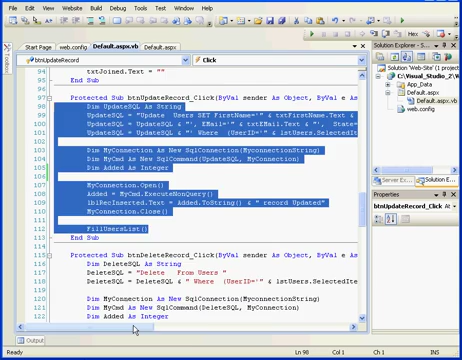 File Edit View Website Build Debug Data Tools Test Window Help
Hex
Start Page web.config Default.aspx.vb Default.aspx
btnUpdateRecord Click
94 txtJoined.Text = ""
95 End Sub
96
97 Protected Sub btnUpdateRecord_Click(ByVal sender As Object, ByVal e As
98 Dim UpdateSQL As String
99 UpdateSQL = "Update Users SET FirstName='" & txtFirstName.Text &
100 UpdateSQL = UpdateSQL & "', EMail='" & txtEMail.Text & "', State=
101 UpdateSQL = UpdateSQL & "' Where (UserID='" & lstUsers.SelectedIt
102
103 Dim MyConnection As New SqlConnection(MyConnectionString)
104 Dim MyCmd As New SqlCommand(UpdateSQL, MyConnection)
105 Dim Added As Integer
106
107 MyConnection.Open()
108 Added = MyCmd.ExecuteNonQuery()
109 lblRecInserted.Text = Added.ToString() & " record Updated"
110 MyConnection.Close()
111
112 FillUsersList()
113 End Sub
114
115 Protected Sub btnDeleteRecord_Click(ByVal sender As Object, ByVal e As
116 Dim DeleteSQL As String
117 DeleteSQL = "Delete From Users "
118 DeleteSQL = DeleteSQL & " Where (UserID='" & lstUsers.SelectedIte
119
120 Dim MyConnection As New SqlConnection(MyConnectionString)
121 Dim MyCmd As New SqlCommand(DeleteSQL, MyConnection)
122 Dim Added As Integer
Toolbox
Solution Explorer - S...
Solution 'Web-Site' (1 project)
C:\Visual_Studio_2\
App_Data
Default.aspx
Default.aspx.vb
web.config
Server Ex... Solution E...
Properties
btnUpdateRecord_Click
Output
Ready Ln 98 Col 1 Ch 1 INS